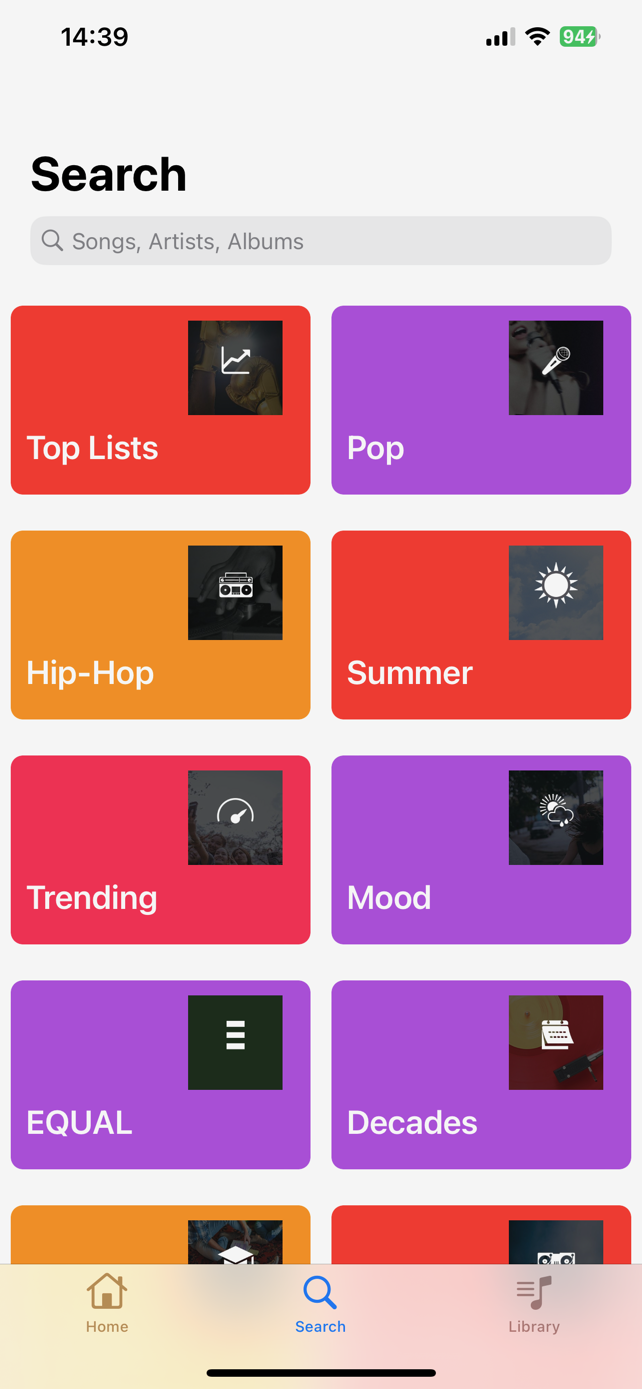 14:39
94
Search
Songs, Artists, Albums
Top Lists
Pop
Hip-Hop
Summer
Trending
Mood
EQUAL
Decades
Home
Search
Library